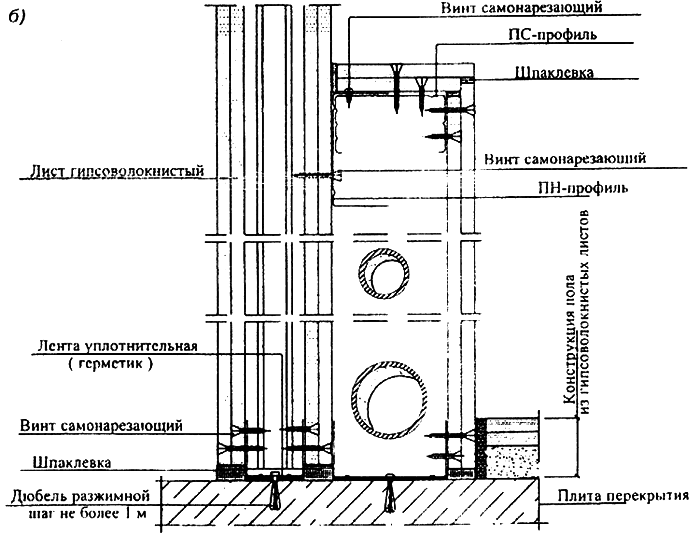 б)
Винт самонарезающий
ПС-профиль
Шпаклевка
Лист гипсоволокнистый
Винт самонарезающий
ПН-профиль
Конструкция пола
из гипсоволокнистых листов
Лента уплотнительная
( герметик )
Винт самонарезающий
Шпаклевка
Дюбель разжимной
шаг не более 1 м
Плита перекрытия